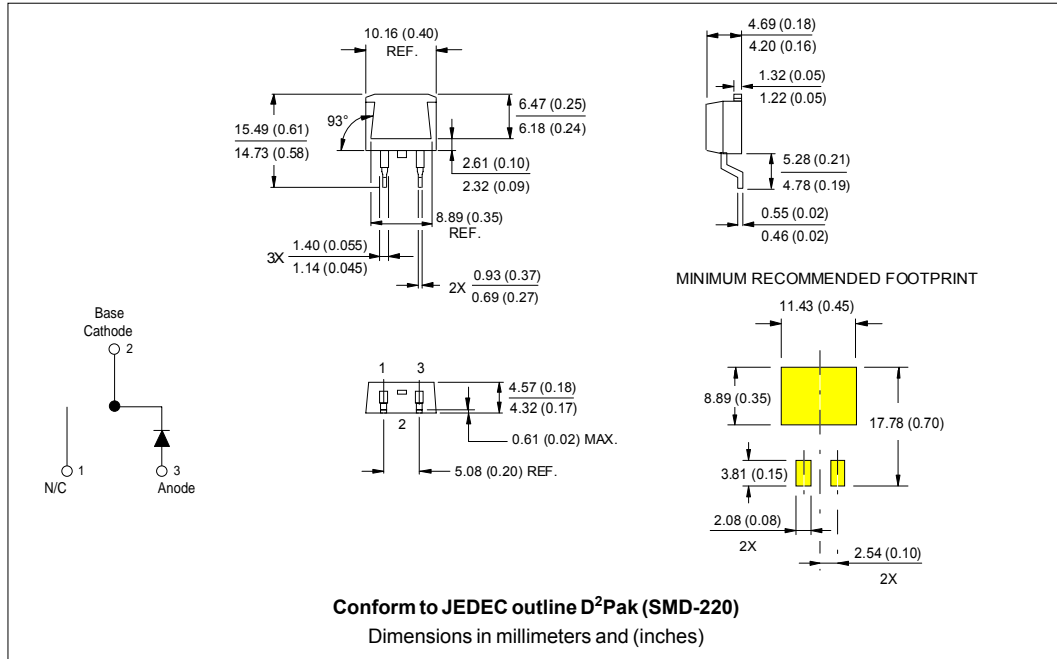 10.16 (0.40)
REF.
4.69 (0.18)
4.20 (0.16)
1.32 (0.05)
1.22 (0.05)
15.49 (0.61)
14.73 (0.58)
93°
6.47 (0.25)
6.18 (0.24)
2.61 (0.10)
2.32 (0.09)
8.89 (0.35)
REF.
3X 1.40 (0.055)
1.14 (0.045)
2X 0.93 (0.37)
0.69 (0.27)
5.28 (0.21)
4.78 (0.19)
0.55 (0.02)
0.46 (0.02)
MINIMUM RECOMMENDED FOOTPRINT
11.43 (0.45)
8.89 (0.35)
17.78 (0.70)
3.81 (0.15)
2.08 (0.08)
2X
2.54 (0.10)
2X
Base
Cathode
2
1
N/C
3
Anode
1 3
2
4.57 (0.18)
4.32 (0.17)
0.61 (0.02) MAX.
5.08 (0.20) REF.
Conform to JEDEC outline D²Pak (SMD-220)
Dimensions in millimeters and (inches)